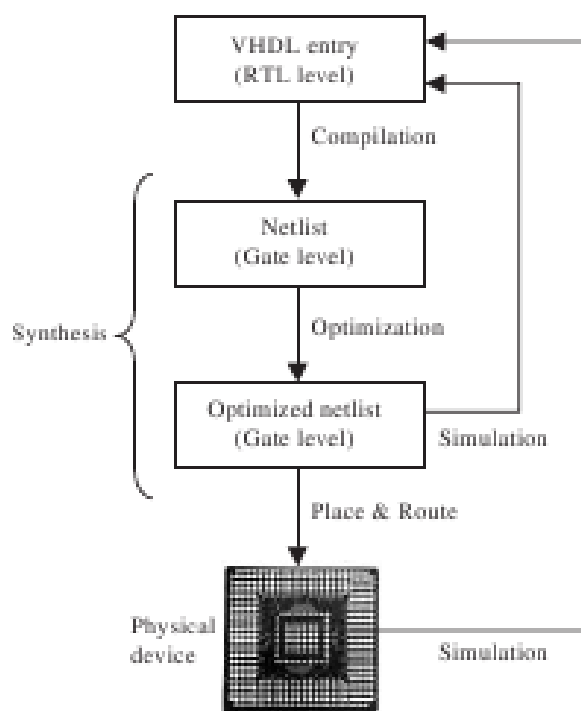 VHDL entry
(RTL level)
Compilation
Netlist
(Gate level)
Synthesis
Optimization
Optimized netlist
(Gate level)
Simulation
Place & Route
Physical
device
Simulation